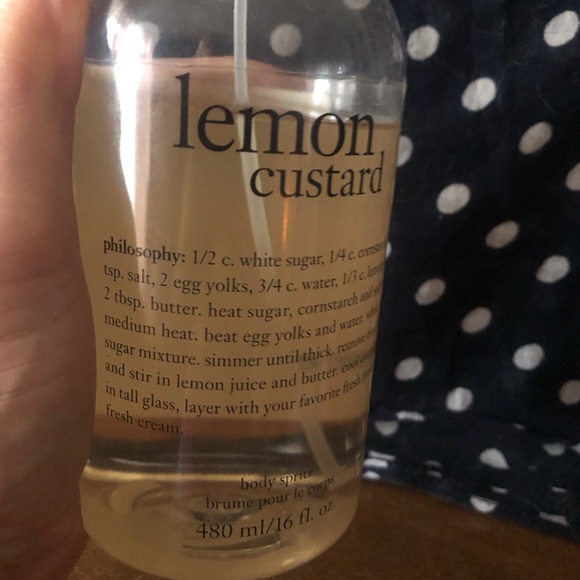 lemon
custard
philosophy: 1/2 c. white sugar, 1/4 c.
tsp. salt, 2 egg yolks, 3/4 c. water, 1/3 c.
2 tbsp. butter. heat sugar, cornstarch and
medium heat. beat egg yolks and water.
sugar mixture. simmer until thick. remove
and stir in lemon juice and butter. cool
in tall glass, layer with your favorite fresh
fresh cream.
body spritz
brume pour le corps
480 ml/16 fl. oz.